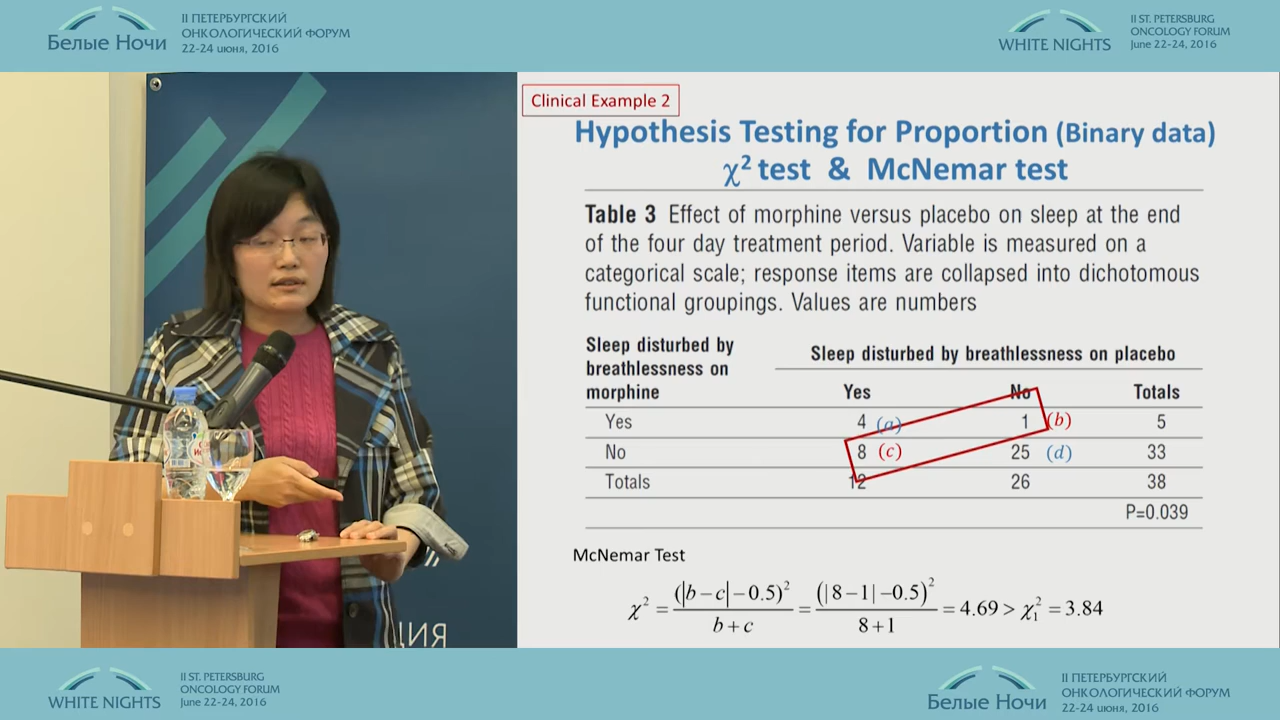 II ПЕТЕРБУРГСКИЙ
ОНКОЛОГИЧЕСКИЙ ФОРУМ
Белые Ночи
22-24 июня, 2016
II ST. PETERSBURG
ONCOLOGY FORUM
WHITE NIGHTS
June 22-24, 2016
Clinical Example 2
Hypothesis Testing for Proportion (Binary data)
χ² test & McNemar test
Table 3 Effect of morphine versus placebo on sleep at the end
of the four day treatment period. Variable is measured on a
categorical scale; response items are collapsed into dichotomous
functional groupings. Values are numbers
Sleep disturbed by
breathlessness on
morphine
Sleep disturbed by breathlessness on placebo
Yes No Totals
Yes 4 (a) 1 (b) 5
No 8 (c) 25 (d) 33
Totals 12 26 38
P=0.039
McNemar Test
χ² = (|b−c|−0.5)² / (b+c) = (|8−1|−0.5)² / (8+1) = 4.69 > χ₁² = 3.84
ЦИЯ
II ST. PETERSBURG
ONCOLOGY FORUM
WHITE NIGHTS
June 22-24, 2016
II ПЕТЕРБУРГСКИЙ
ОНКОЛОГИЧЕСКИЙ ФОРУМ
Белые Ночи
22-24 июня, 2016